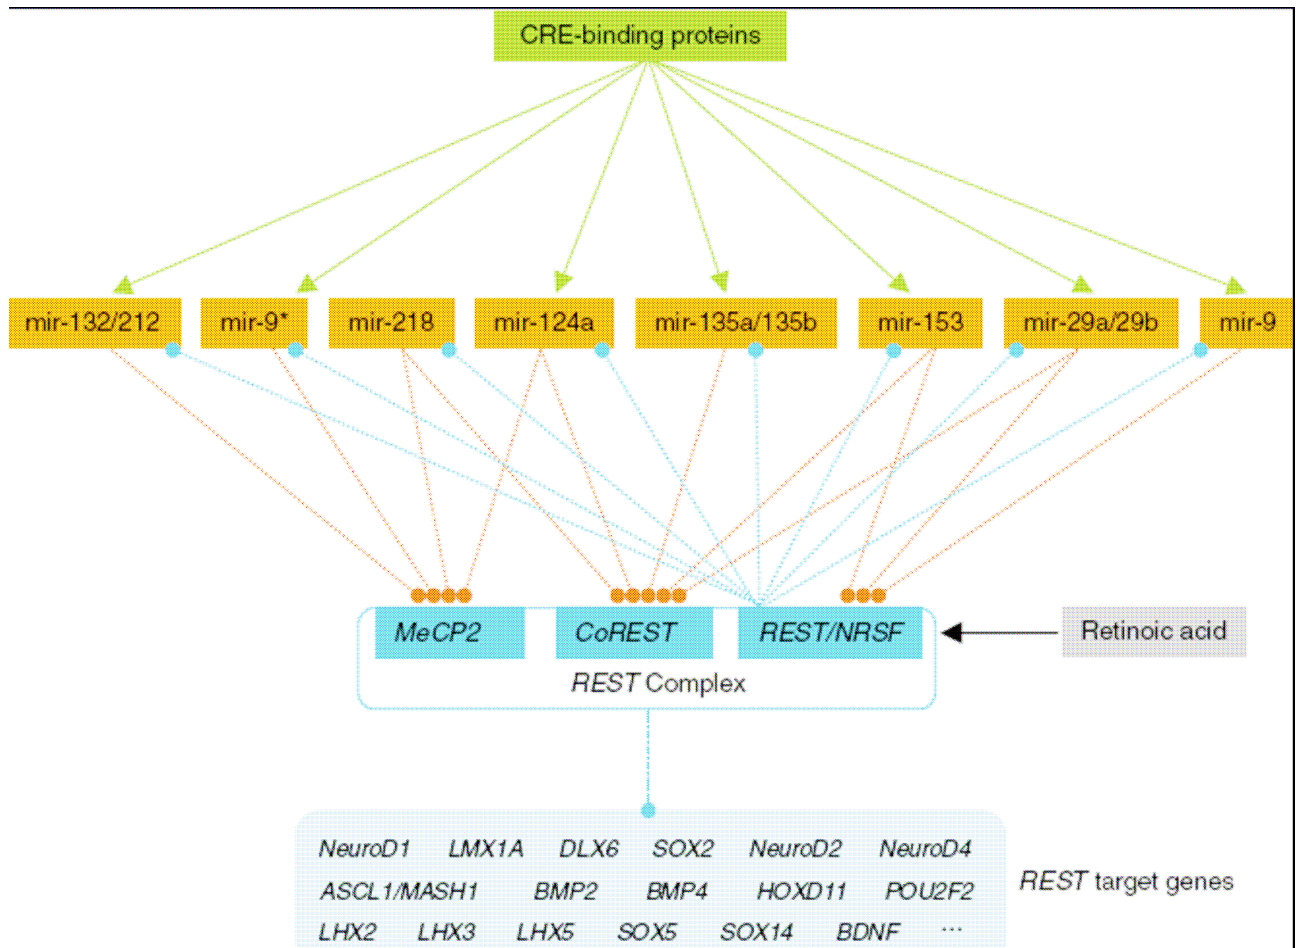 CRE-binding proteins
mir-132/212 mir-9* mir-218 mir-124a mir-135a/135b mir-153 mir-29a/29b mir-9
MeCP2 CoREST REST/NRSF Retinoic acid
REST Complex
NeuroD1 LMX1A DLX6 SOX2 NeuroD2 NeuroD4
ASCL1/MASH1 BMP2 BMP4 HOXD11 POU2F2
REST target genes
LHX2 LHX3 LHX5 SOX5 SOX14 BDNF ...